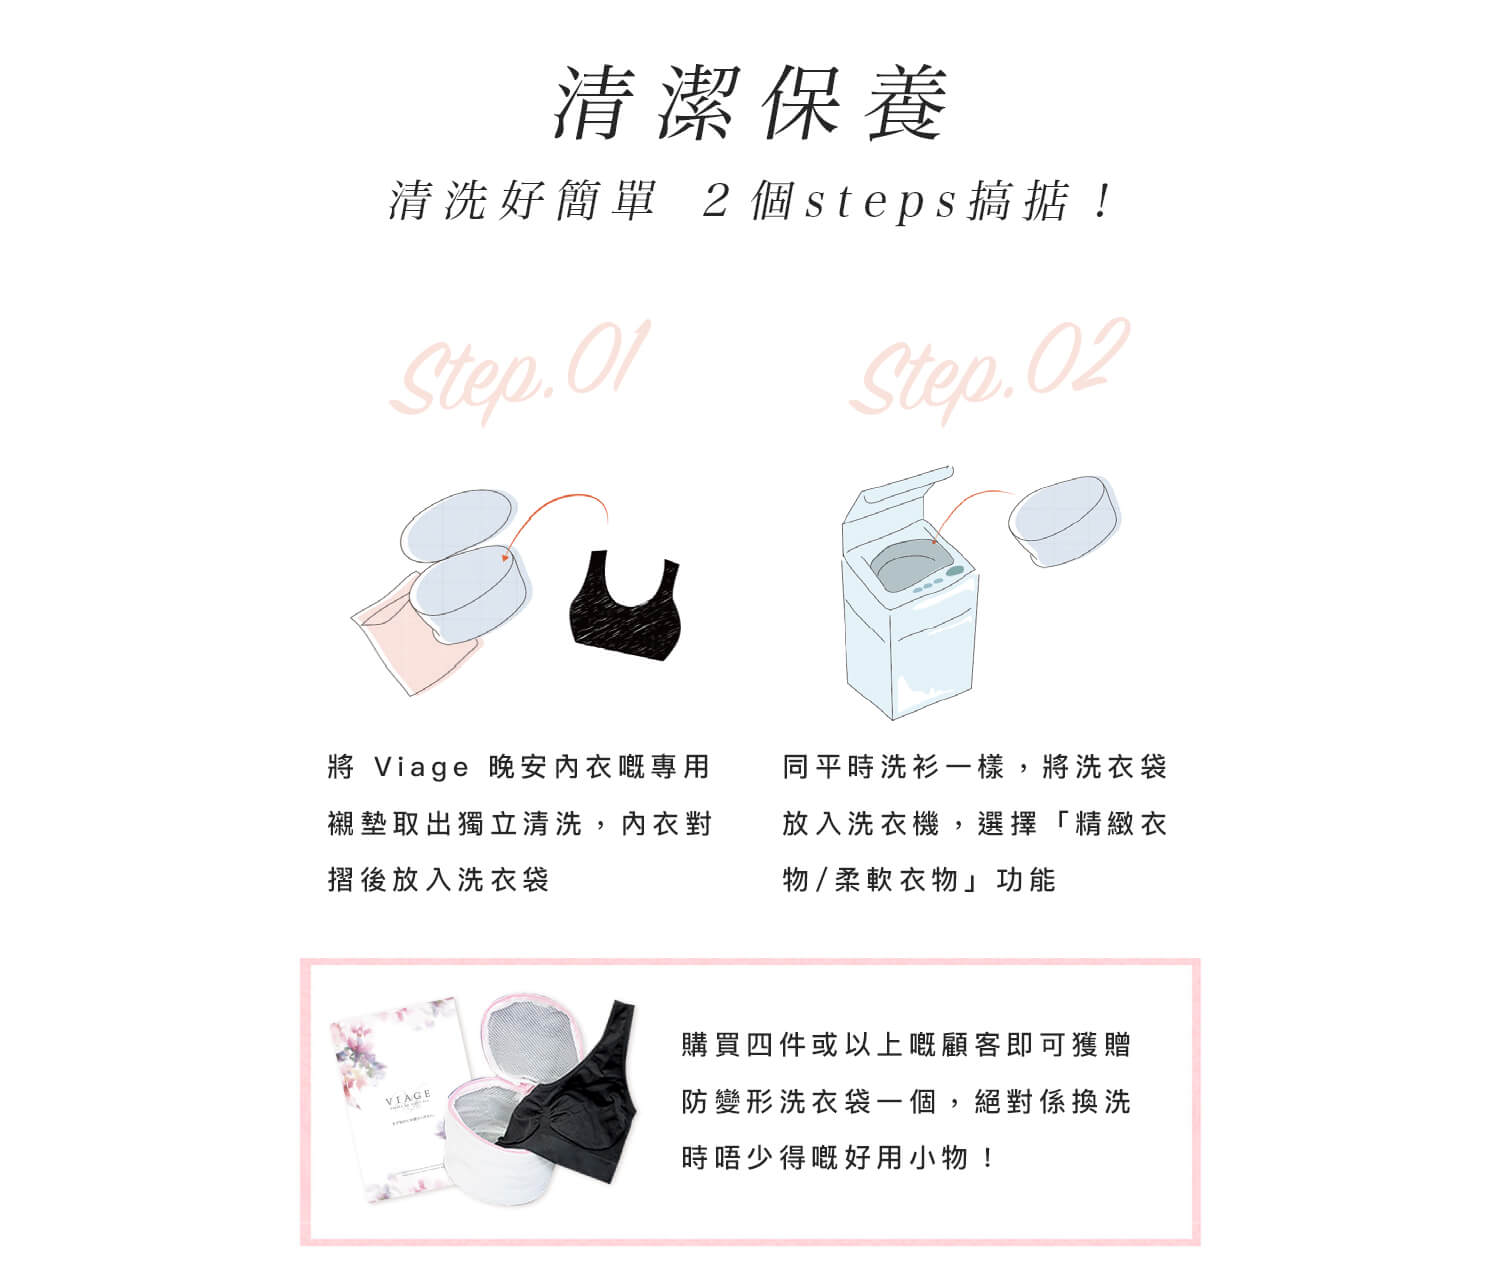 清潔保養
清洗好簡單 2個steps搞掂！
Step.01
Step.02
將 Viage 晚安內衣嘅專用
襯墊取出獨立清洗，內衣對
摺後放入洗衣袋
同平時洗衫一樣，將洗衣袋
放入洗衣機，選擇「精緻衣
物/柔軟衣物」功能
VIAGE
購買四件或以上嘅顧客即可獲贈
防變形洗衣袋一個，絕對係換洗
時唔少得嘅好用小物！